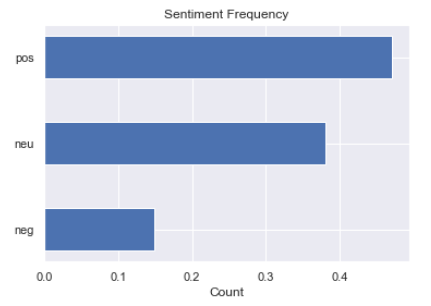 Sentiment Frequency
pos
neu
neg
0.0 0.1 0.2 0.3 0.4
Count